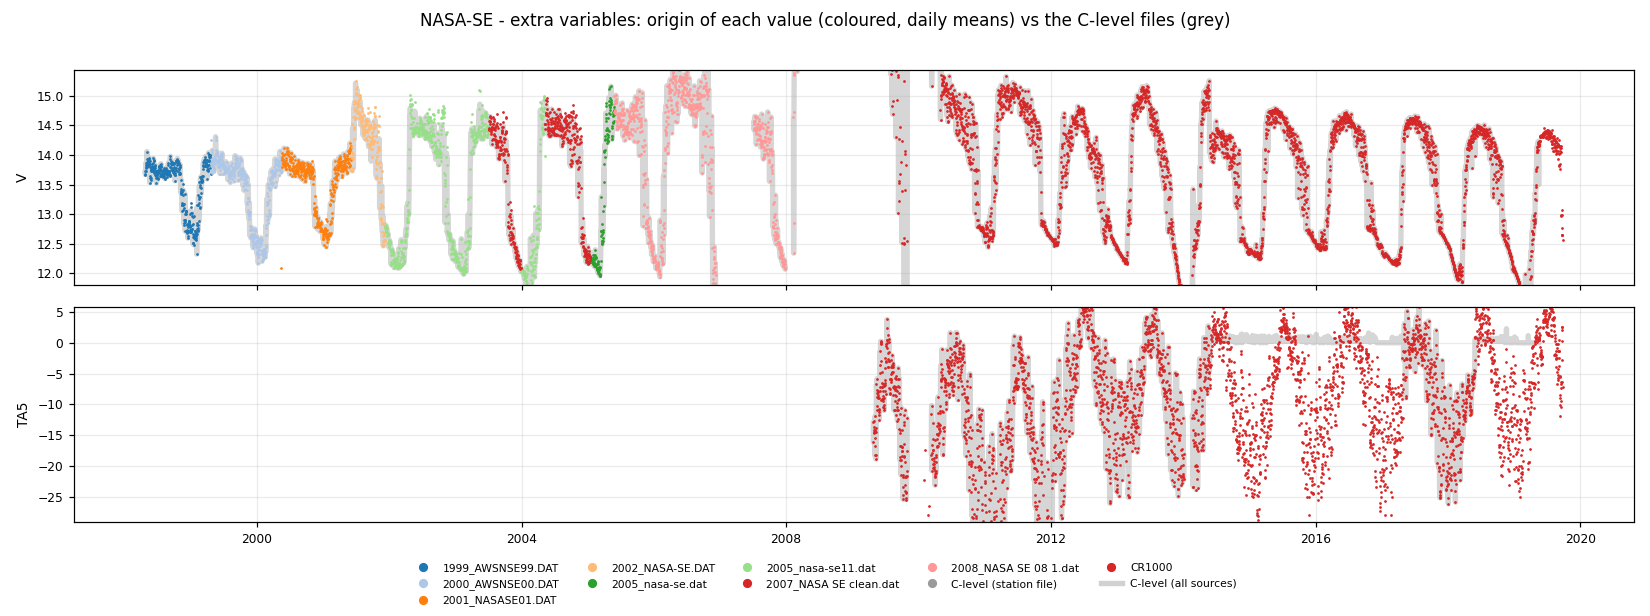 NASA-SE - extra variables: origin of each value (coloured, daily means) vs the C-level files (grey)
V
15.0
14.5
14.0
13.5
13.0
12.5
12.0
TA5
5
0
−5
−10
−15
−20
−25
2000
2004
2008
2012
2016
2020
1999_AWSNSE99.DAT
2000_AWSNSE00.DAT
2001_NASASE01.DAT
2002_NASA-SE.DAT
2005_nasa-se.dat
2005_nasa-se11.dat
2007_NASA SE clean.dat
2008_NASA SE 08 1.dat
C-level (station file)
CR1000
C-level (all sources)